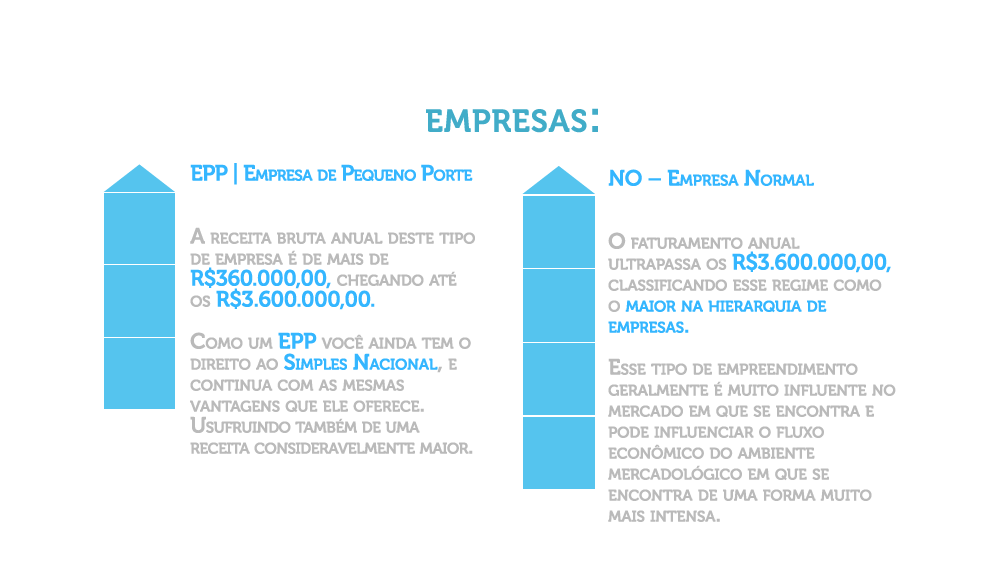 EMPRESAS:
EPP | Empresa de Pequeno Porte
A receita bruta anual deste tipo
de empresa é de mais de
R$360.000,00, chegando até
os R$3.600.000,00.
Como um EPP você ainda tem o
direito ao Simples Nacional, e
continua com as mesmas
vantagens que ele oferece.
Usufruindo também de uma
receita consideravelmente maior.
NO – Empresa Normal
O faturamento anual
ultrapassa os R$3.600.000,00,
classificando esse regime como
o maior na hierarquia de
empresas.
Esse tipo de empreendimento
geralmente é muito influente no
mercado em que se encontra e
pode influenciar o fluxo
econômico do ambiente
mercadológico em que se
encontra de uma forma muito
mais intensa.